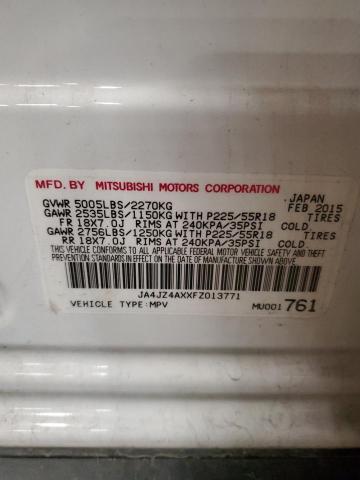 MFD. BY MITSUBISHI MOTORS CORPORATION
JAPAN
GVWR 5005LBS/2270KG FEB 2015
GAWR 2535LBS/1150KG WITH P225/55R18 TIRES
FR 18X7.0J RIMS AT 240KPA/35PSI COLD
GAWR 2756LBS/1250KG WITH P225/55R18 TIRES
RR 18X7.0J RIMS AT 240KPA/35PSI COLD
THIS VEHICLE CONFORMS TO ALL APPLICABLE FEDERAL MOTOR VEHICLE SAFETY, BUMPER, AND THEFT
PREVENTION STANDARDS IN EFFECT ON THE DATE OF MANUFACTURE SHOWN ABOVE.
JA4JZ4AXXFZ013771
VEHICLE TYPE:MPV MU001 761